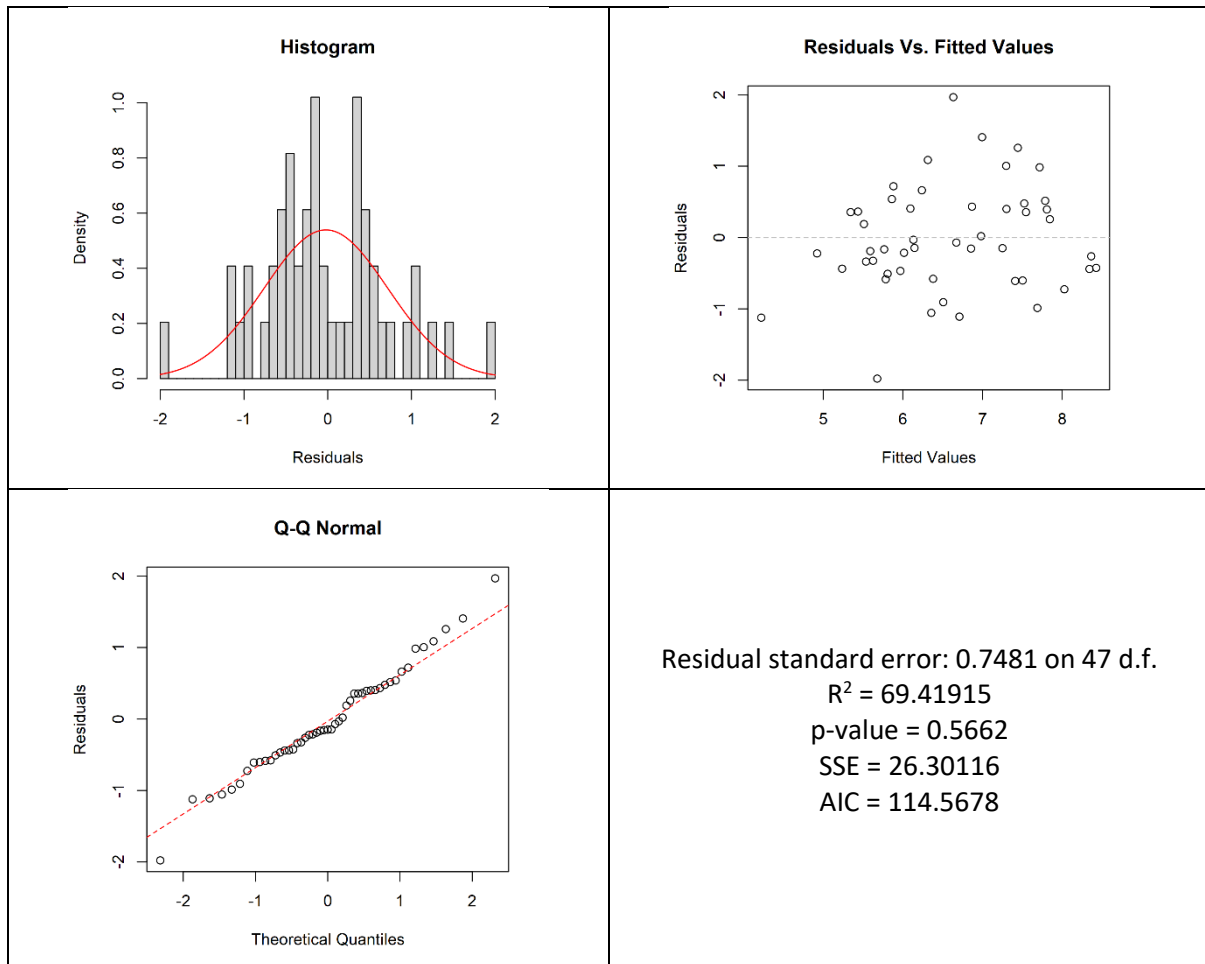 Histogram
Density
0.0
0.2
0.4
0.6
0.8
1.0
-2
-1
0
1
2
Residuals
Residuals Vs. Fitted Values
Residuals
-2
-1
0
1
2
5
6
7
8
Fitted Values
Q-Q Normal
Residuals
-2
-1
0
1
2
-2
-1
0
1
2
Theoretical Quantiles
Residual standard error: 0.7481 on 47 d.f.
R² = 69.41915
p-value = 0.5662
SSE = 26.30116
AIC = 114.5678